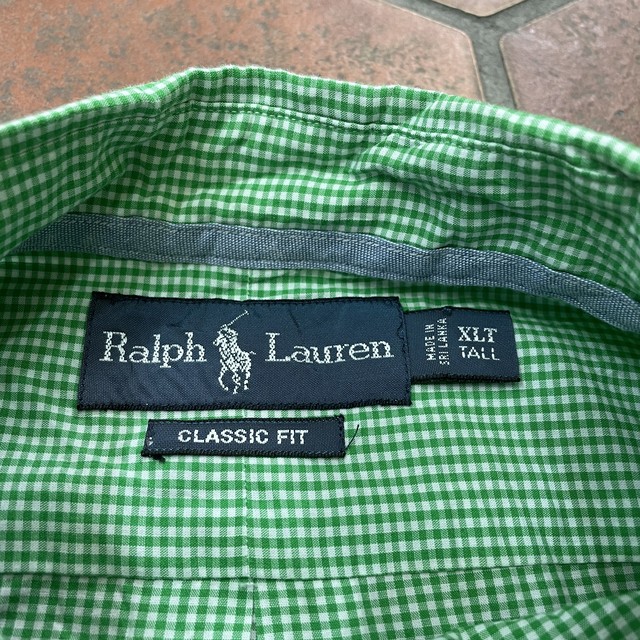 Ralph Lauren
MADE IN
SRI LANKA
XLT
TALL
CLASSIC FIT